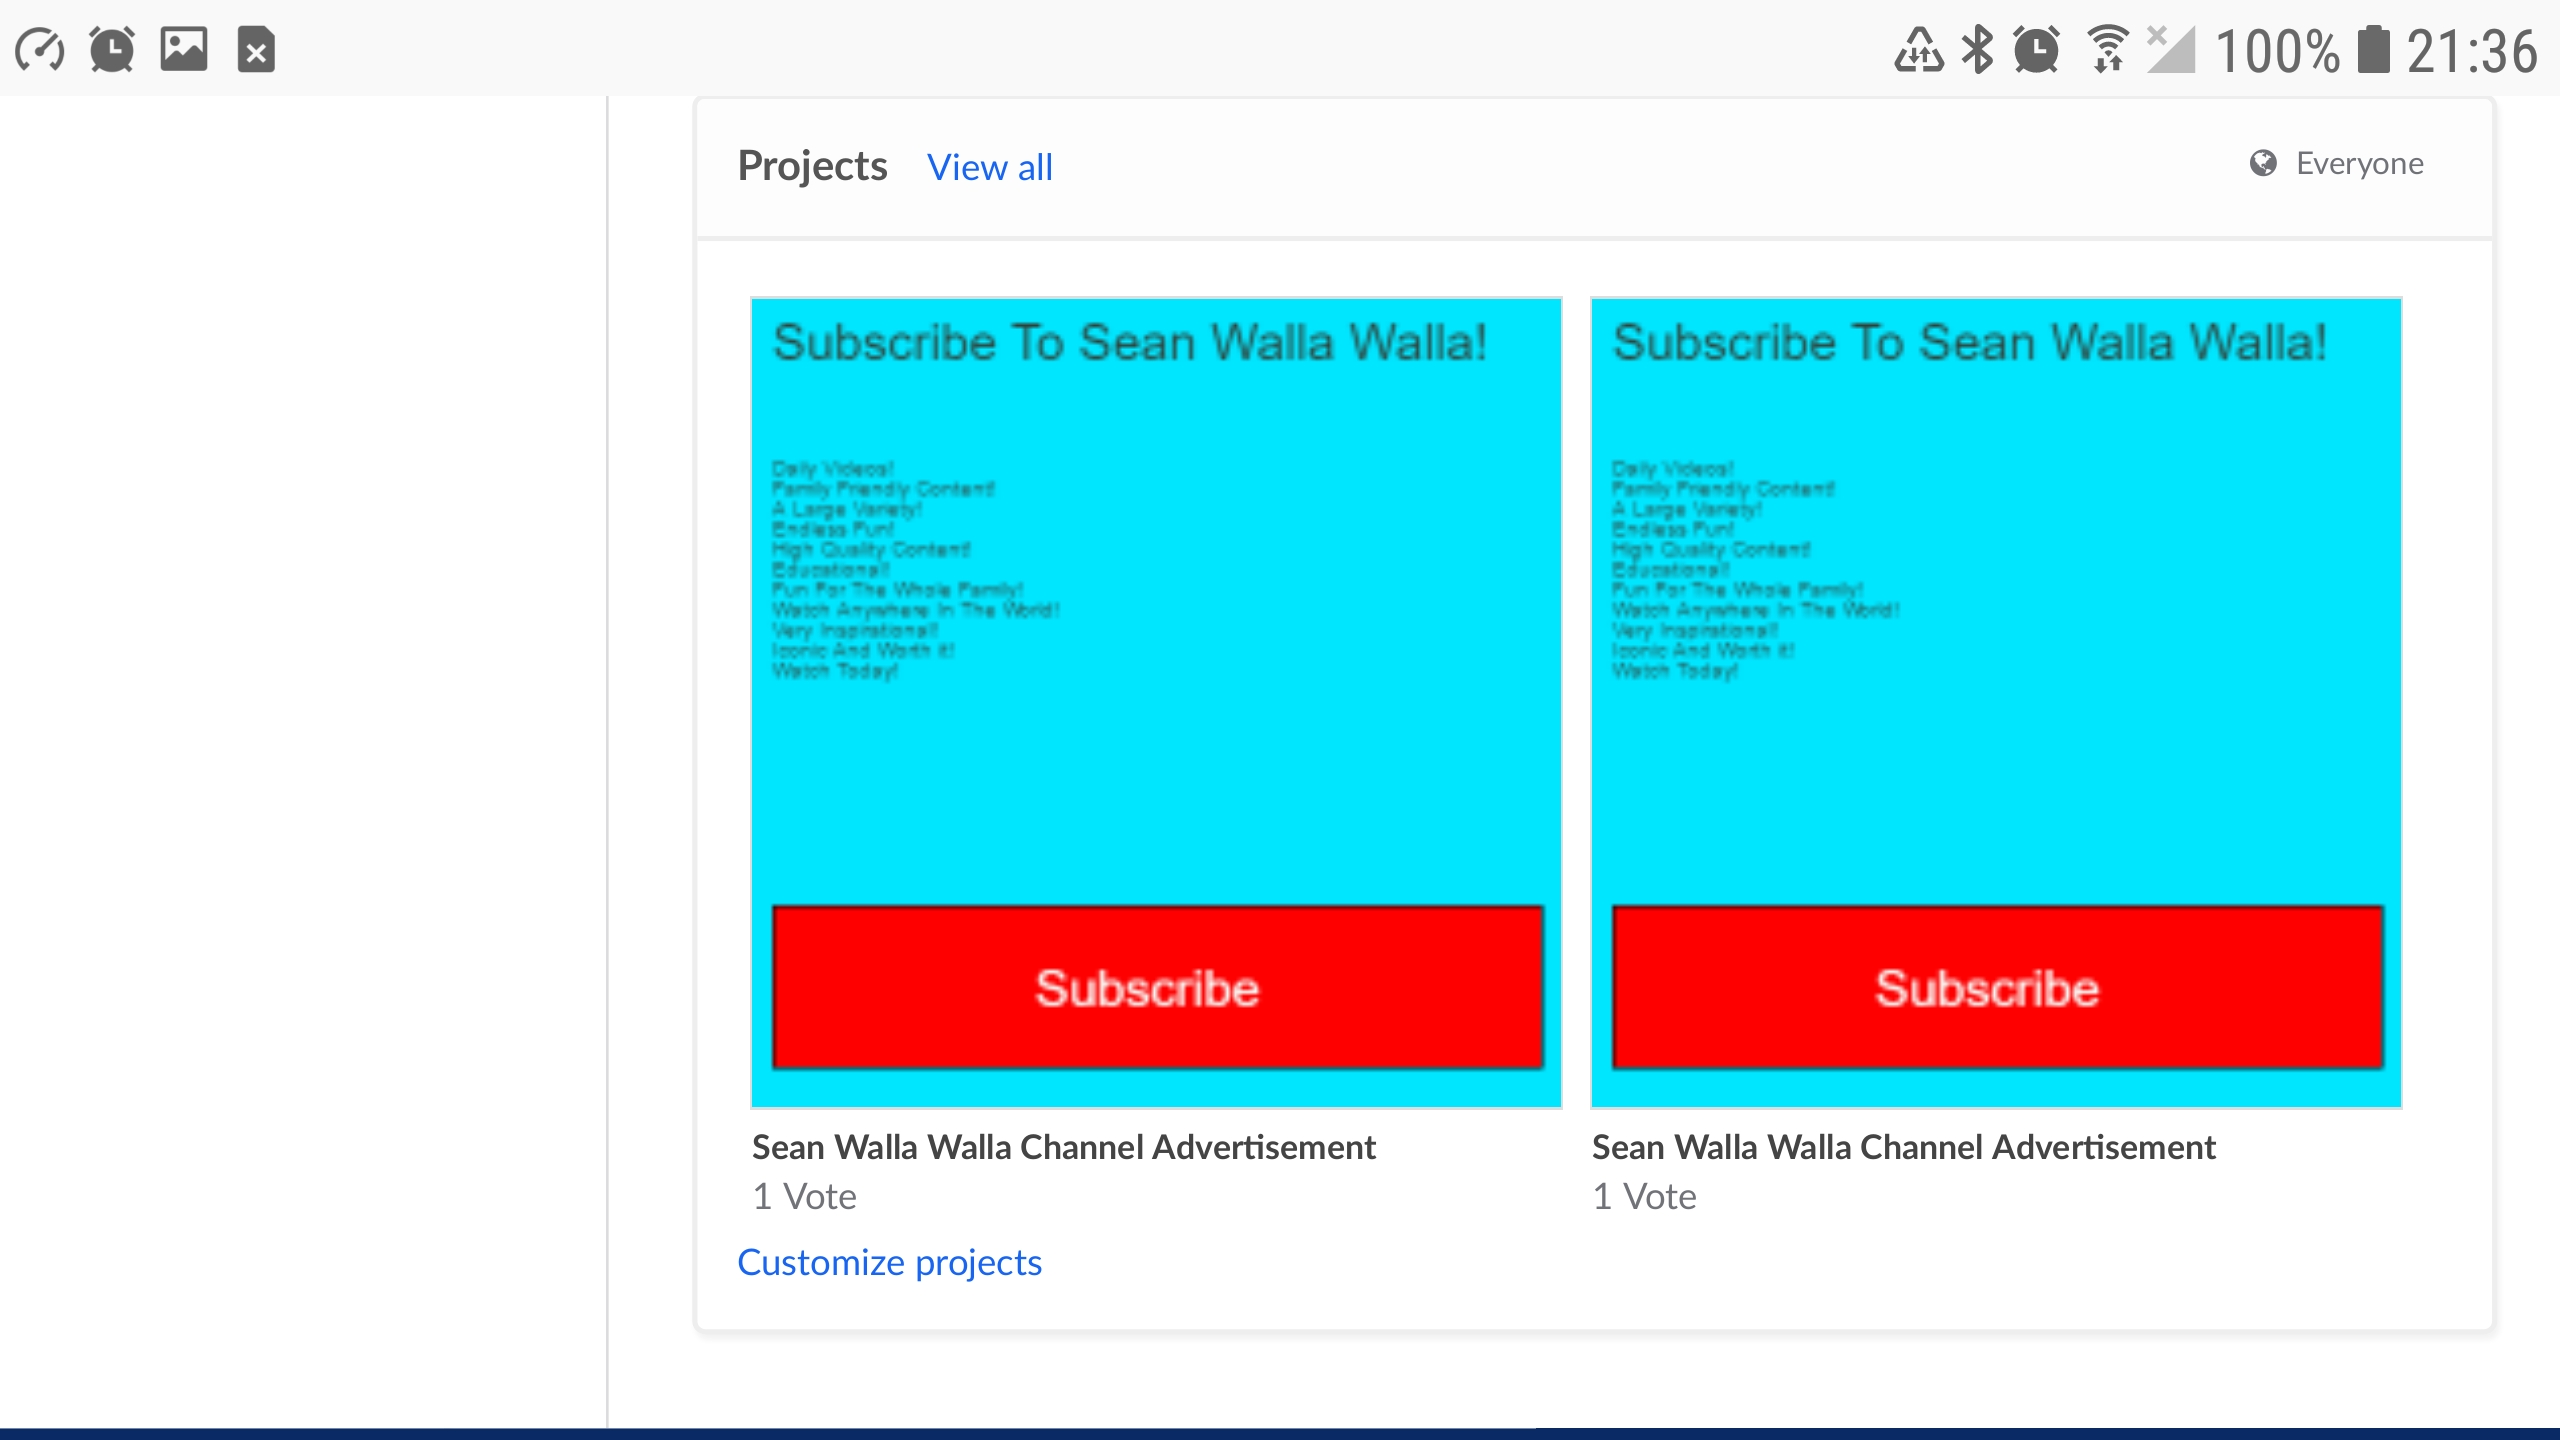 100% 21:36
Projects View all Everyone
Subscribe To Sean Walla Walla!
Daily Videos!
Family Friendly Content!
A Large Variety!
Endless Fun!
High Quality Content!
Educational!
Fun For The Whole Family!
Watch Anywhere In The World!
Very Inspirational!
Iconic And Worth it!
Watch Today!
Subscribe
Sean Walla Walla Channel Advertisement
1 Vote
Subscribe To Sean Walla Walla!
Daily Videos!
Family Friendly Content!
A Large Variety!
Endless Fun!
High Quality Content!
Educational!
Fun For The Whole Family!
Watch Anywhere In The World!
Very Inspirational!
Iconic And Worth it!
Watch Today!
Subscribe
Sean Walla Walla Channel Advertisement
1 Vote
Customize projects